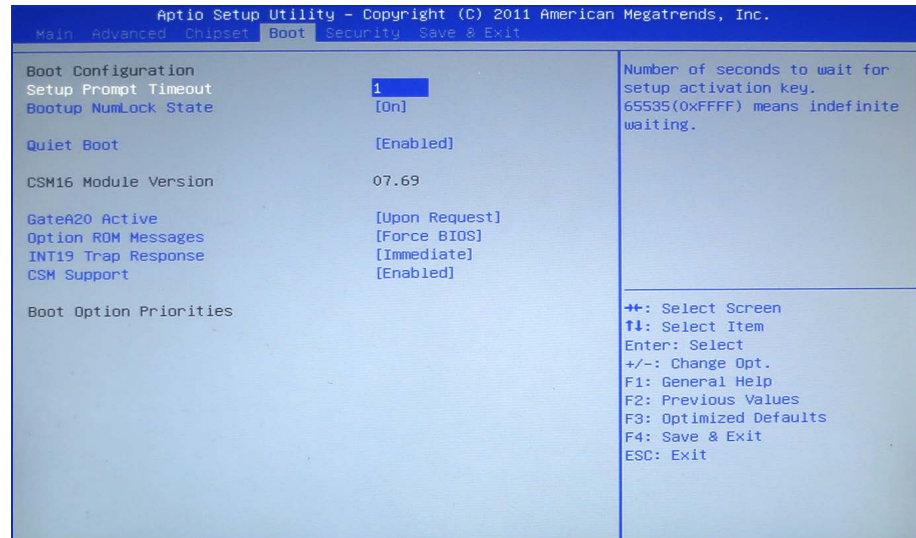 Aptio Setup Utility – Copyright (C) 2011 American Megatrends, Inc.
Main Advanced Chipset Boot Security Save & Exit
Boot Configuration
Setup Prompt Timeout 1
Bootup NumLock State [On]
Quiet Boot [Enabled]
CSM16 Module Version 07.69
GateA20 Active [Upon Request]
Option ROM Messages [Force BIOS]
INT19 Trap Response [Immediate]
CSM Support [Enabled]
Boot Option Priorities
Number of seconds to wait for
setup activation key.
65535(0xFFFF) means indefinite
waiting.
→←: Select Screen
↑↓: Select Item
Enter: Select
+/-: Change Opt.
F1: General Help
F2: Previous Values
F3: Optimized Defaults
F4: Save & Exit
ESC: Exit